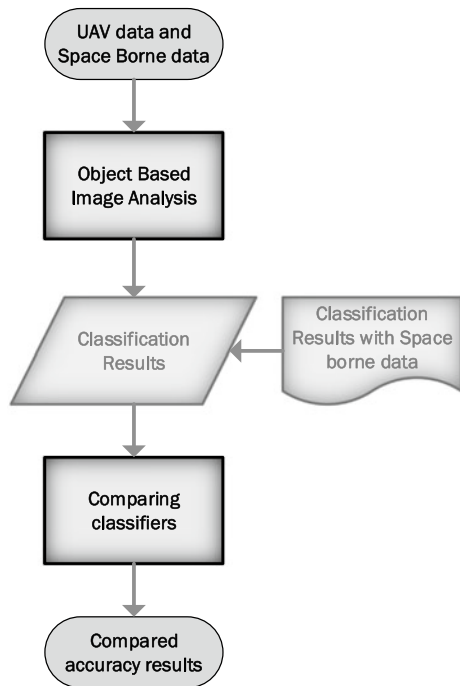 UAV data and
Space Borne data
Object Based
Image Analysis
Classification
Results
Classification
Results with Space
borne data
Comparing
classifiers
Compared
accuracy results